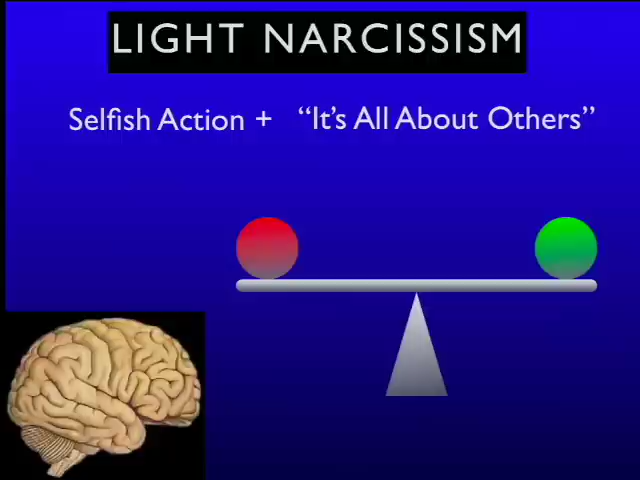 LIGHT NARCISSISM
Selfish Action + “It’s All About Others”